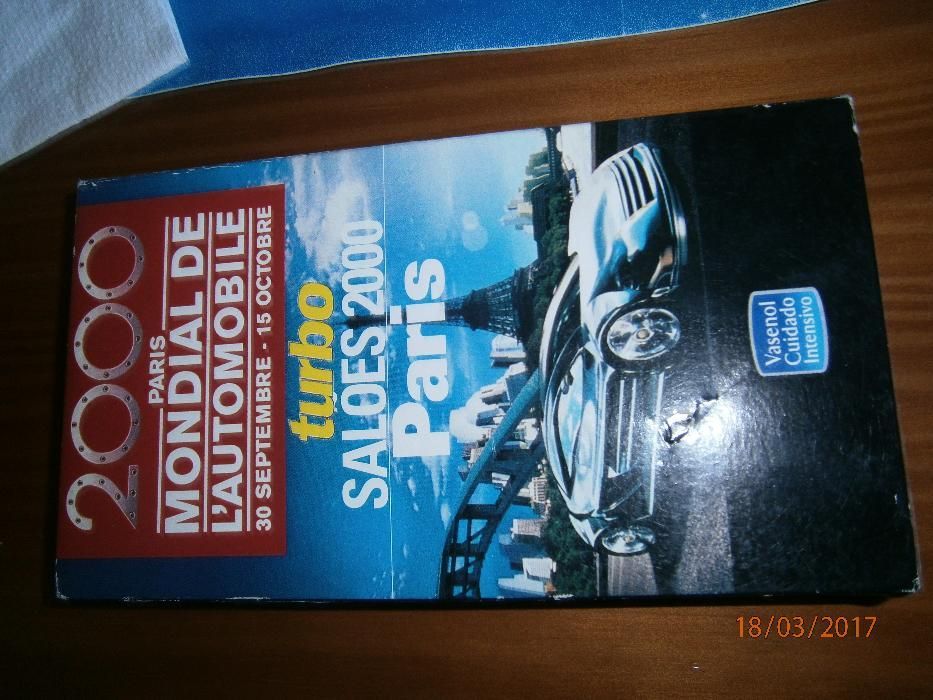 2000
PARIS
MONDIAL DE
L'AUTOMOBILE
30 SEPTEMBRE - 15 OCTOBRE
turbo
SALÕES 2000
Paris
Vasenol
Cuidado
Intensivo
18/03/2017